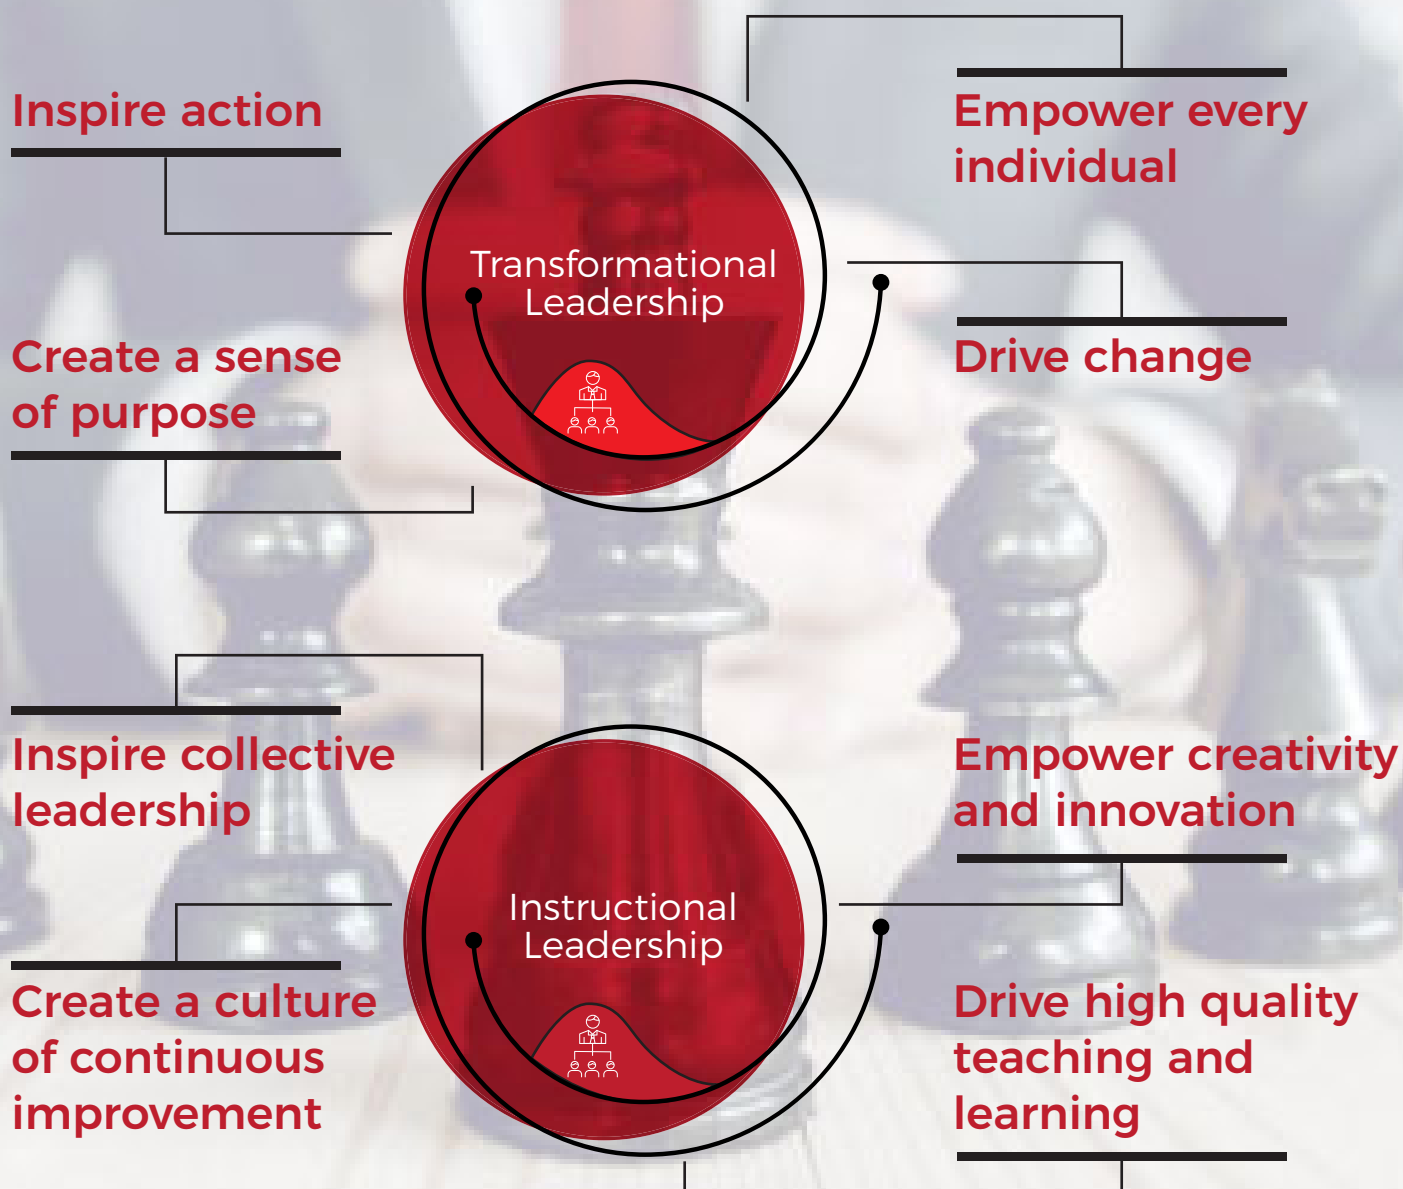 Inspire action
Empower every
individual
Transformational
Leadership
Create a sense
of purpose
Drive change
Inspire collective
leadership
Empower creativity
and innovation
Instructional
Leadership
Create a culture
of continuous
improvement
Drive high quality
teaching and
learning